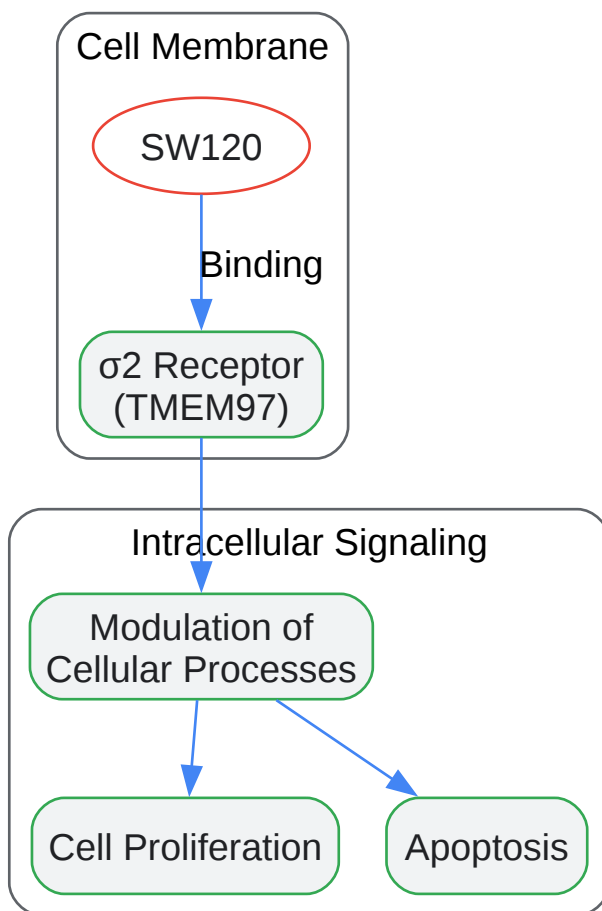 Cell Membrane
SW120
Binding
σ2 Receptor
(TMEM97)
Intracellular Signaling
Modulation of
Cellular Processes
Cell Proliferation
Apoptosis